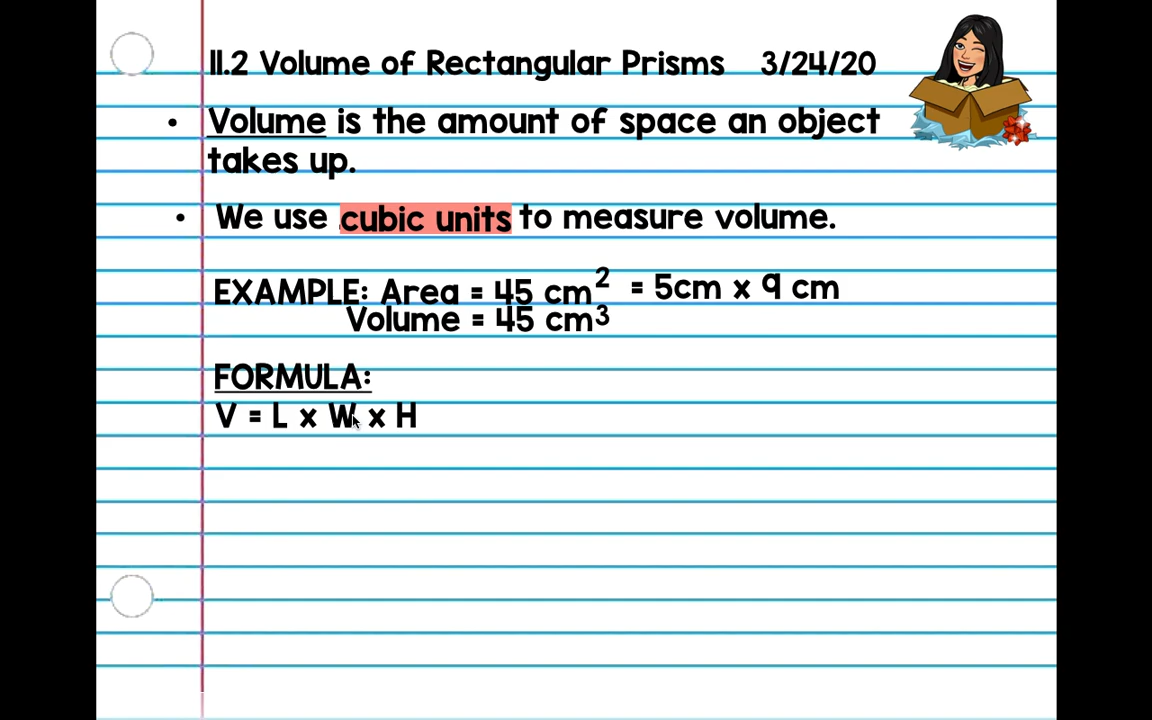 11.2 Volume of Rectangular Prisms 3/24/20
• Volume is the amount of space an object
takes up.
• We use cubic units to measure volume.
EXAMPLE: Area = 45 cm² = 5cm x 9 cm
Volume = 45 cm³
FORMULA:
V = L x W x H